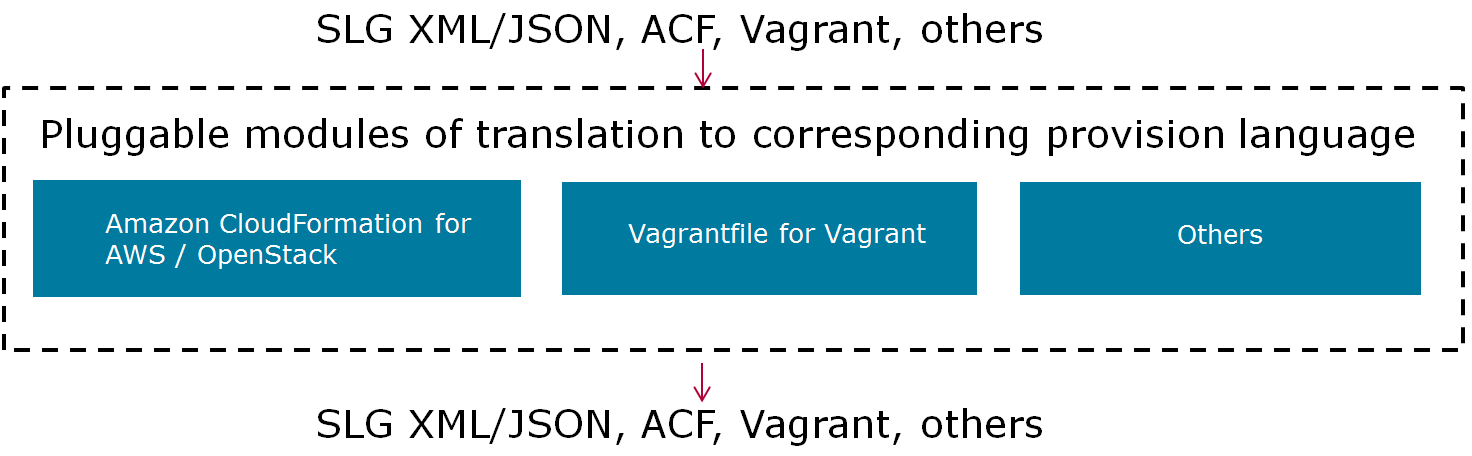 SLG XML/JSON, ACF, Vagrant, others
Pluggable modules of translation to corresponding provision language
Amazon CloudFormation for
AWS / OpenStack
Vagrantfile for Vagrant
Others
SLG XML/JSON, ACF, Vagrant, others